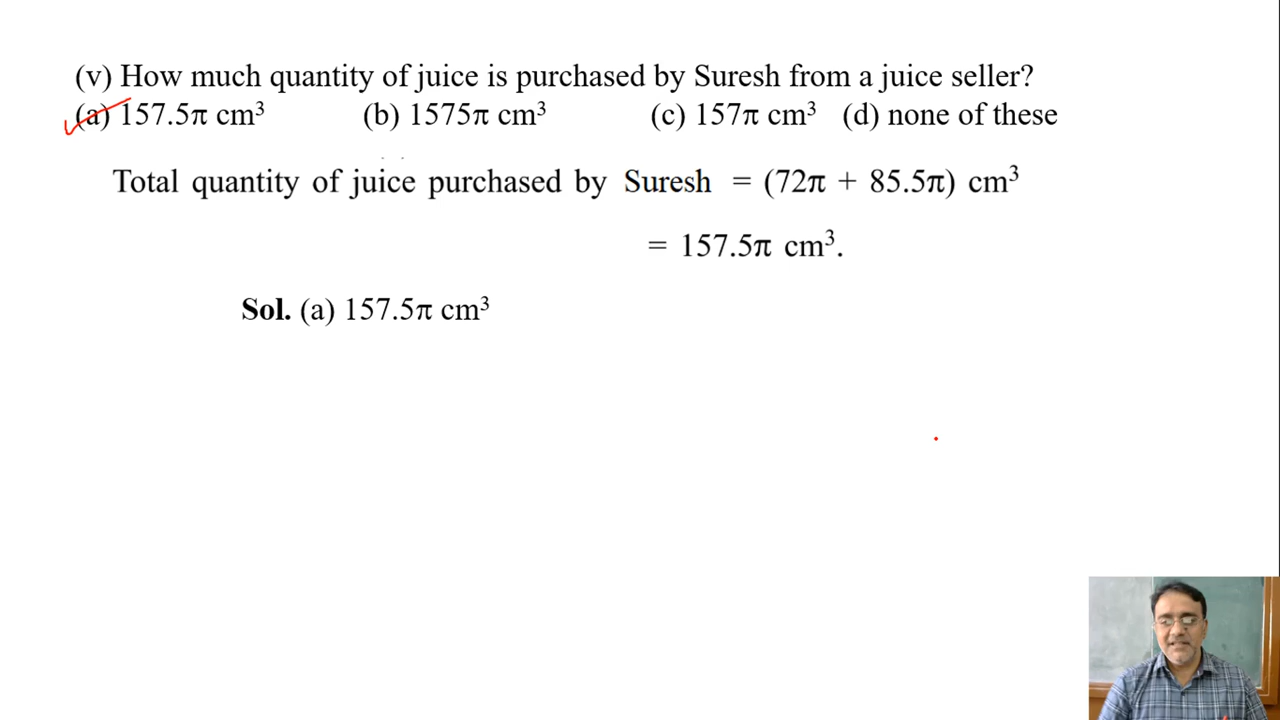 (v) How much quantity of juice is purchased by Suresh from a juice seller?
(a) 157.5π cm³ (b) 1575π cm³ (c) 157π cm³ (d) none of these
Total quantity of juice purchased by Suresh = (72π + 85.5π) cm³
= 157.5π cm³.
Sol. (a) 157.5π cm³